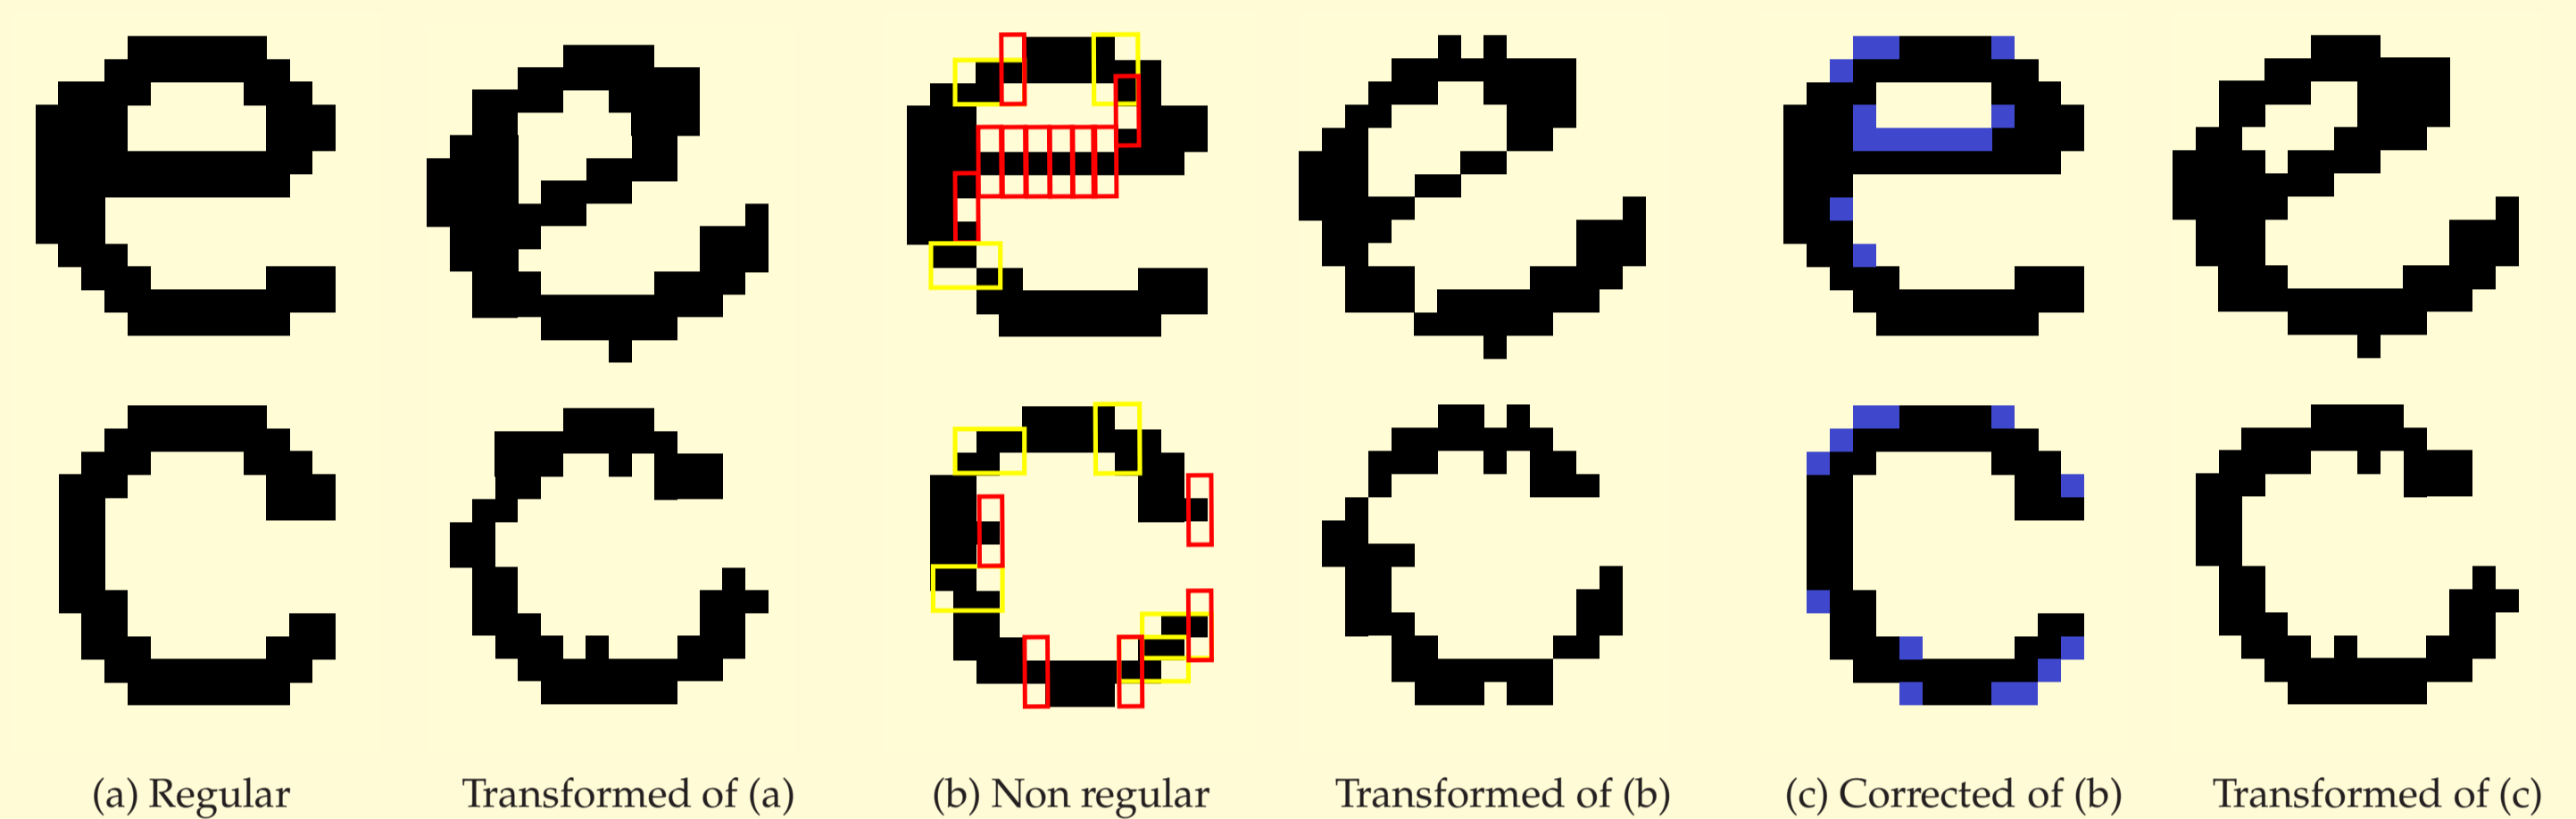 e e e e e e
c c c c c c
(a) Regular Transformed of (a) (b) Non regular Transformed of (b) (c) Corrected of (b) Transformed of (c)